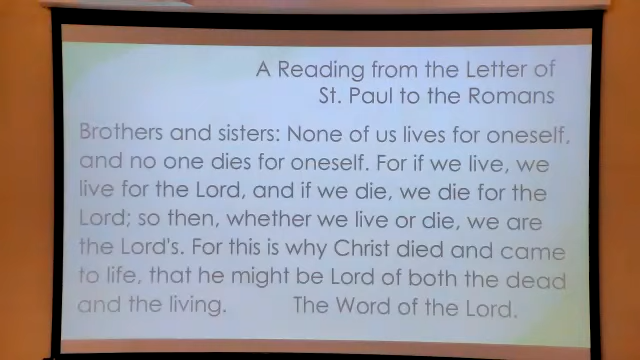 A Reading from the Letter of
St. Paul to the Romans
Brothers and sisters: None of us lives for oneself,
and no one dies for oneself. For if we live, we
live for the Lord, and if we die, we die for the
Lord; so then, whether we live or die, we are
the Lord's. For this is why Christ died and came
to life, that he might be Lord of both the dead
and the living. The Word of the Lord.